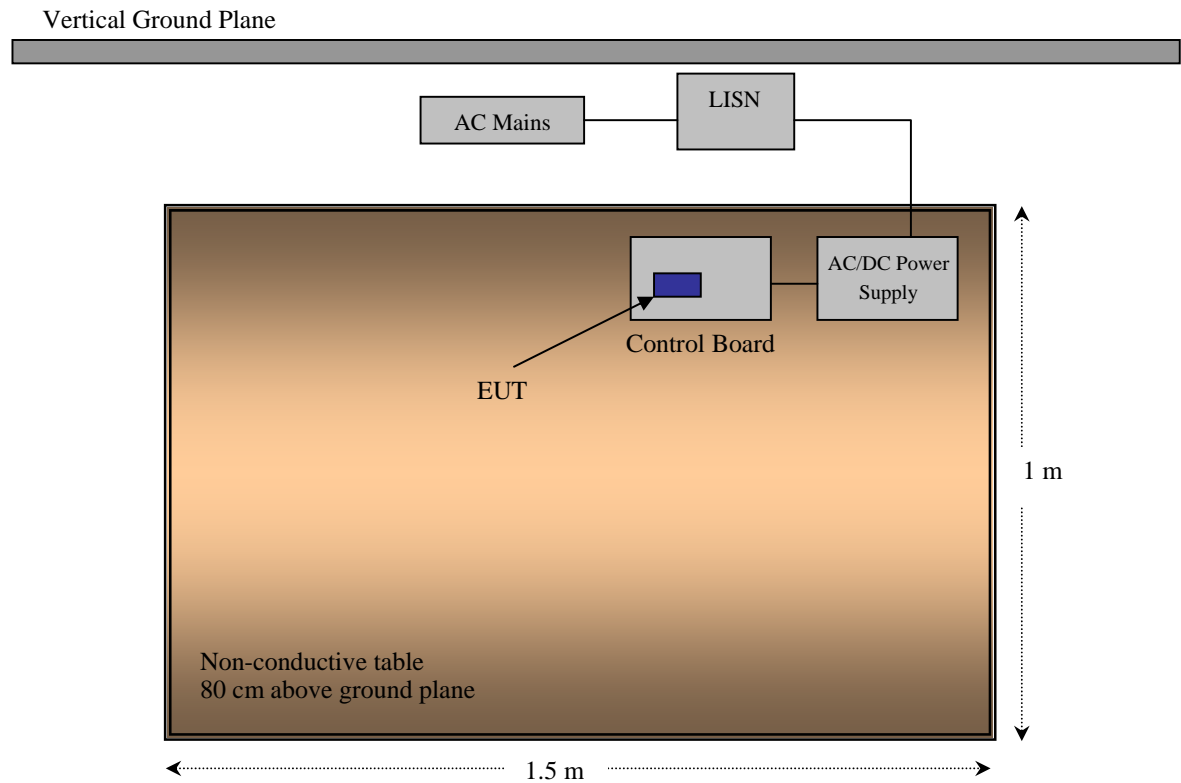 Vertical Ground Plane
LISN
AC Mains
AC/DC Power
Supply
Control Board
EUT
1 m
Non-conductive table
80 cm above ground plane
1.5 m